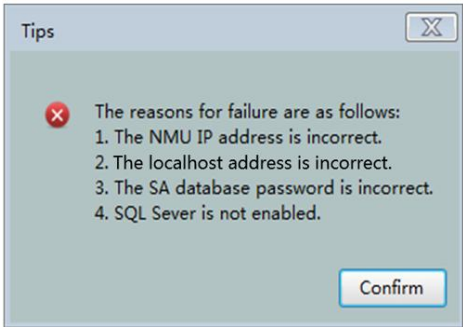 Tips
The reasons for failure are as follows:
1. The NMU IP address is incorrect.
2. The localhost address is incorrect.
3. The SA database password is incorrect.
4. SQL Sever is not enabled.
Confirm